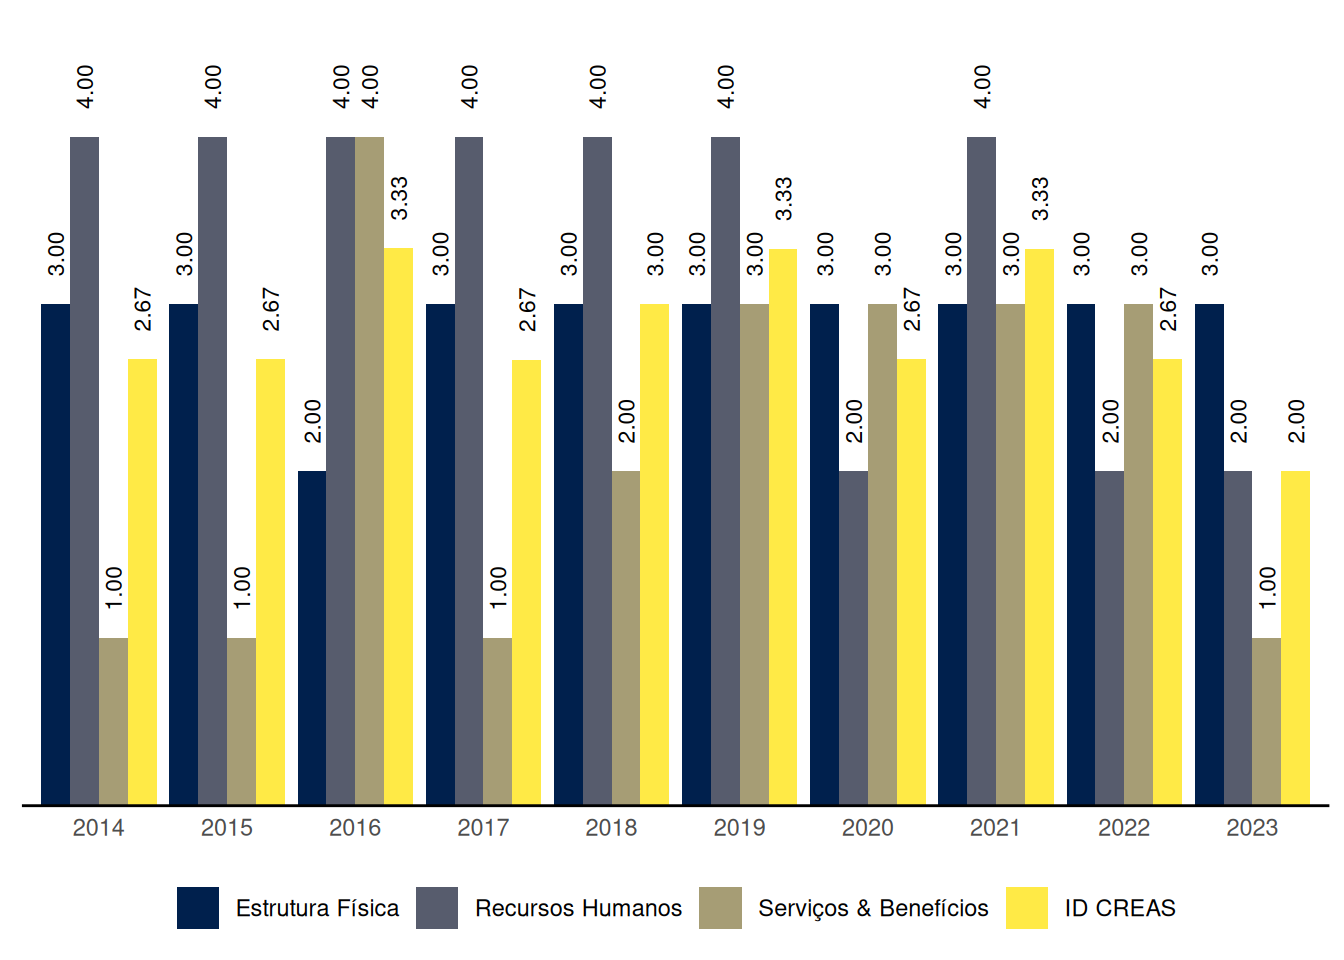 4.00 4.00 4.00 4.00 4.00 4.00 4.00 4.00
3.33 3.33 3.33
3.00 3.00 3.00 3.00 3.00 3.00 3.00 3.00 3.00 3.00 3.00 3.00 3.00 3.00
2.67 2.67 2.67 2.67 2.67
2.00 2.00 2.00 2.00 2.00 2.00
1.00 1.00 1.00 1.00
2014 2015 2016 2017 2018 2019 2020 2021 2022 2023
Estrutura Física Recursos Humanos Serviços & Benefícios ID CREAS